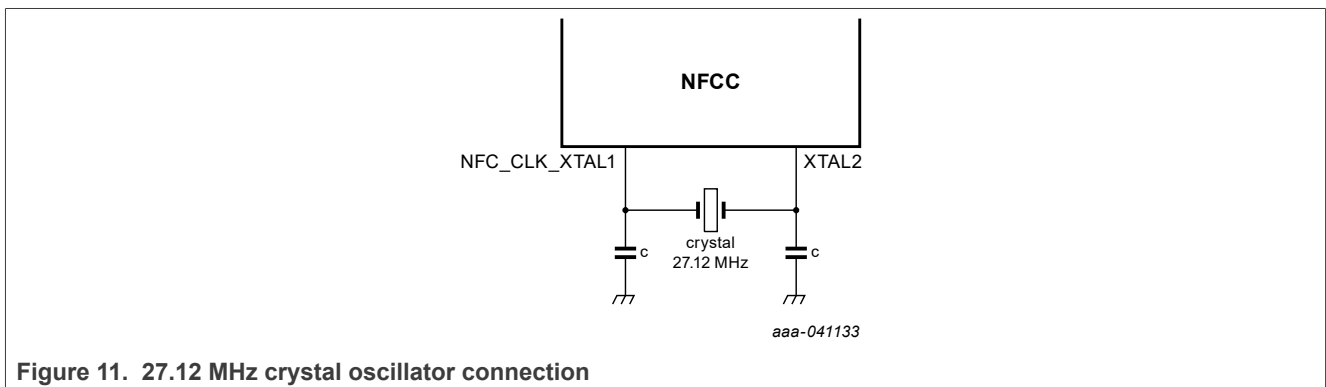 NFCC
NFC_CLK_XTAL1
XTAL2
crystal
27.12 MHz
c
c
aaa-041133
Figure 11. 27.12 MHz crystal oscillator connection